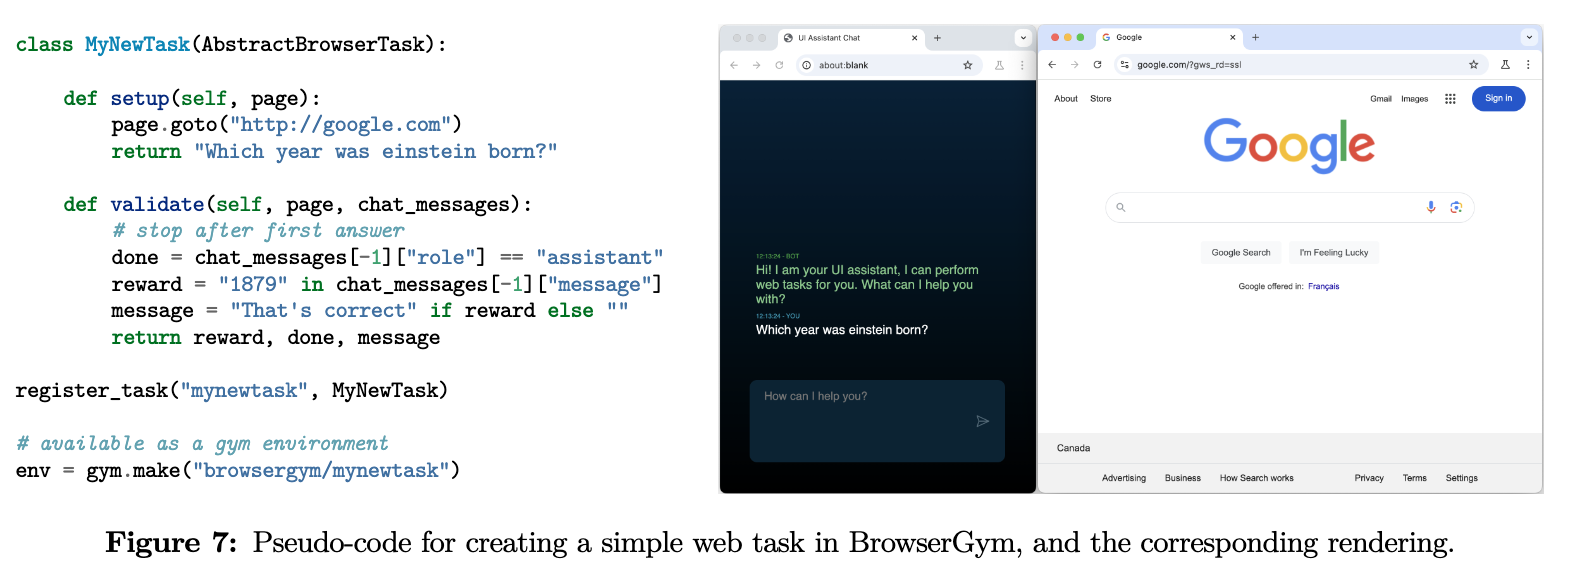 class MyNewTask(AbstractBrowserTask):
def setup(self, page):
page.goto("http://google.com")
return "Which year was einstein born?"
def validate(self, page, chat_messages):
# stop after first answer
done = chat_messages[-1]["role"] == "assistant"
reward = "1879" in chat_messages[-1]["message"]
message = "That's correct" if reward else ""
return reward, done, message
register_task("mynewtask", MyNewTask)
# available as a gym environment
env = gym.make("browsergym/mynewtask")
UI Assistant Chat
about:blank
12:13:24 - BOT
Hi! I am your UI assistant, I can perform
web tasks for you. What can I help you
with?
12:13:24 - YOU
Which year was einstein born?
How can I help you?
Google
google.com/?gws_rd=ssl
About Store
Gmail Images
Sign in
Google
Google Search I'm Feeling Lucky
Google offered in: Français
Canada
Advertising Business How Search works Privacy Terms Settings
Figure 7: Pseudo-code for creating a simple web task in BrowserGym, and the corresponding rendering.